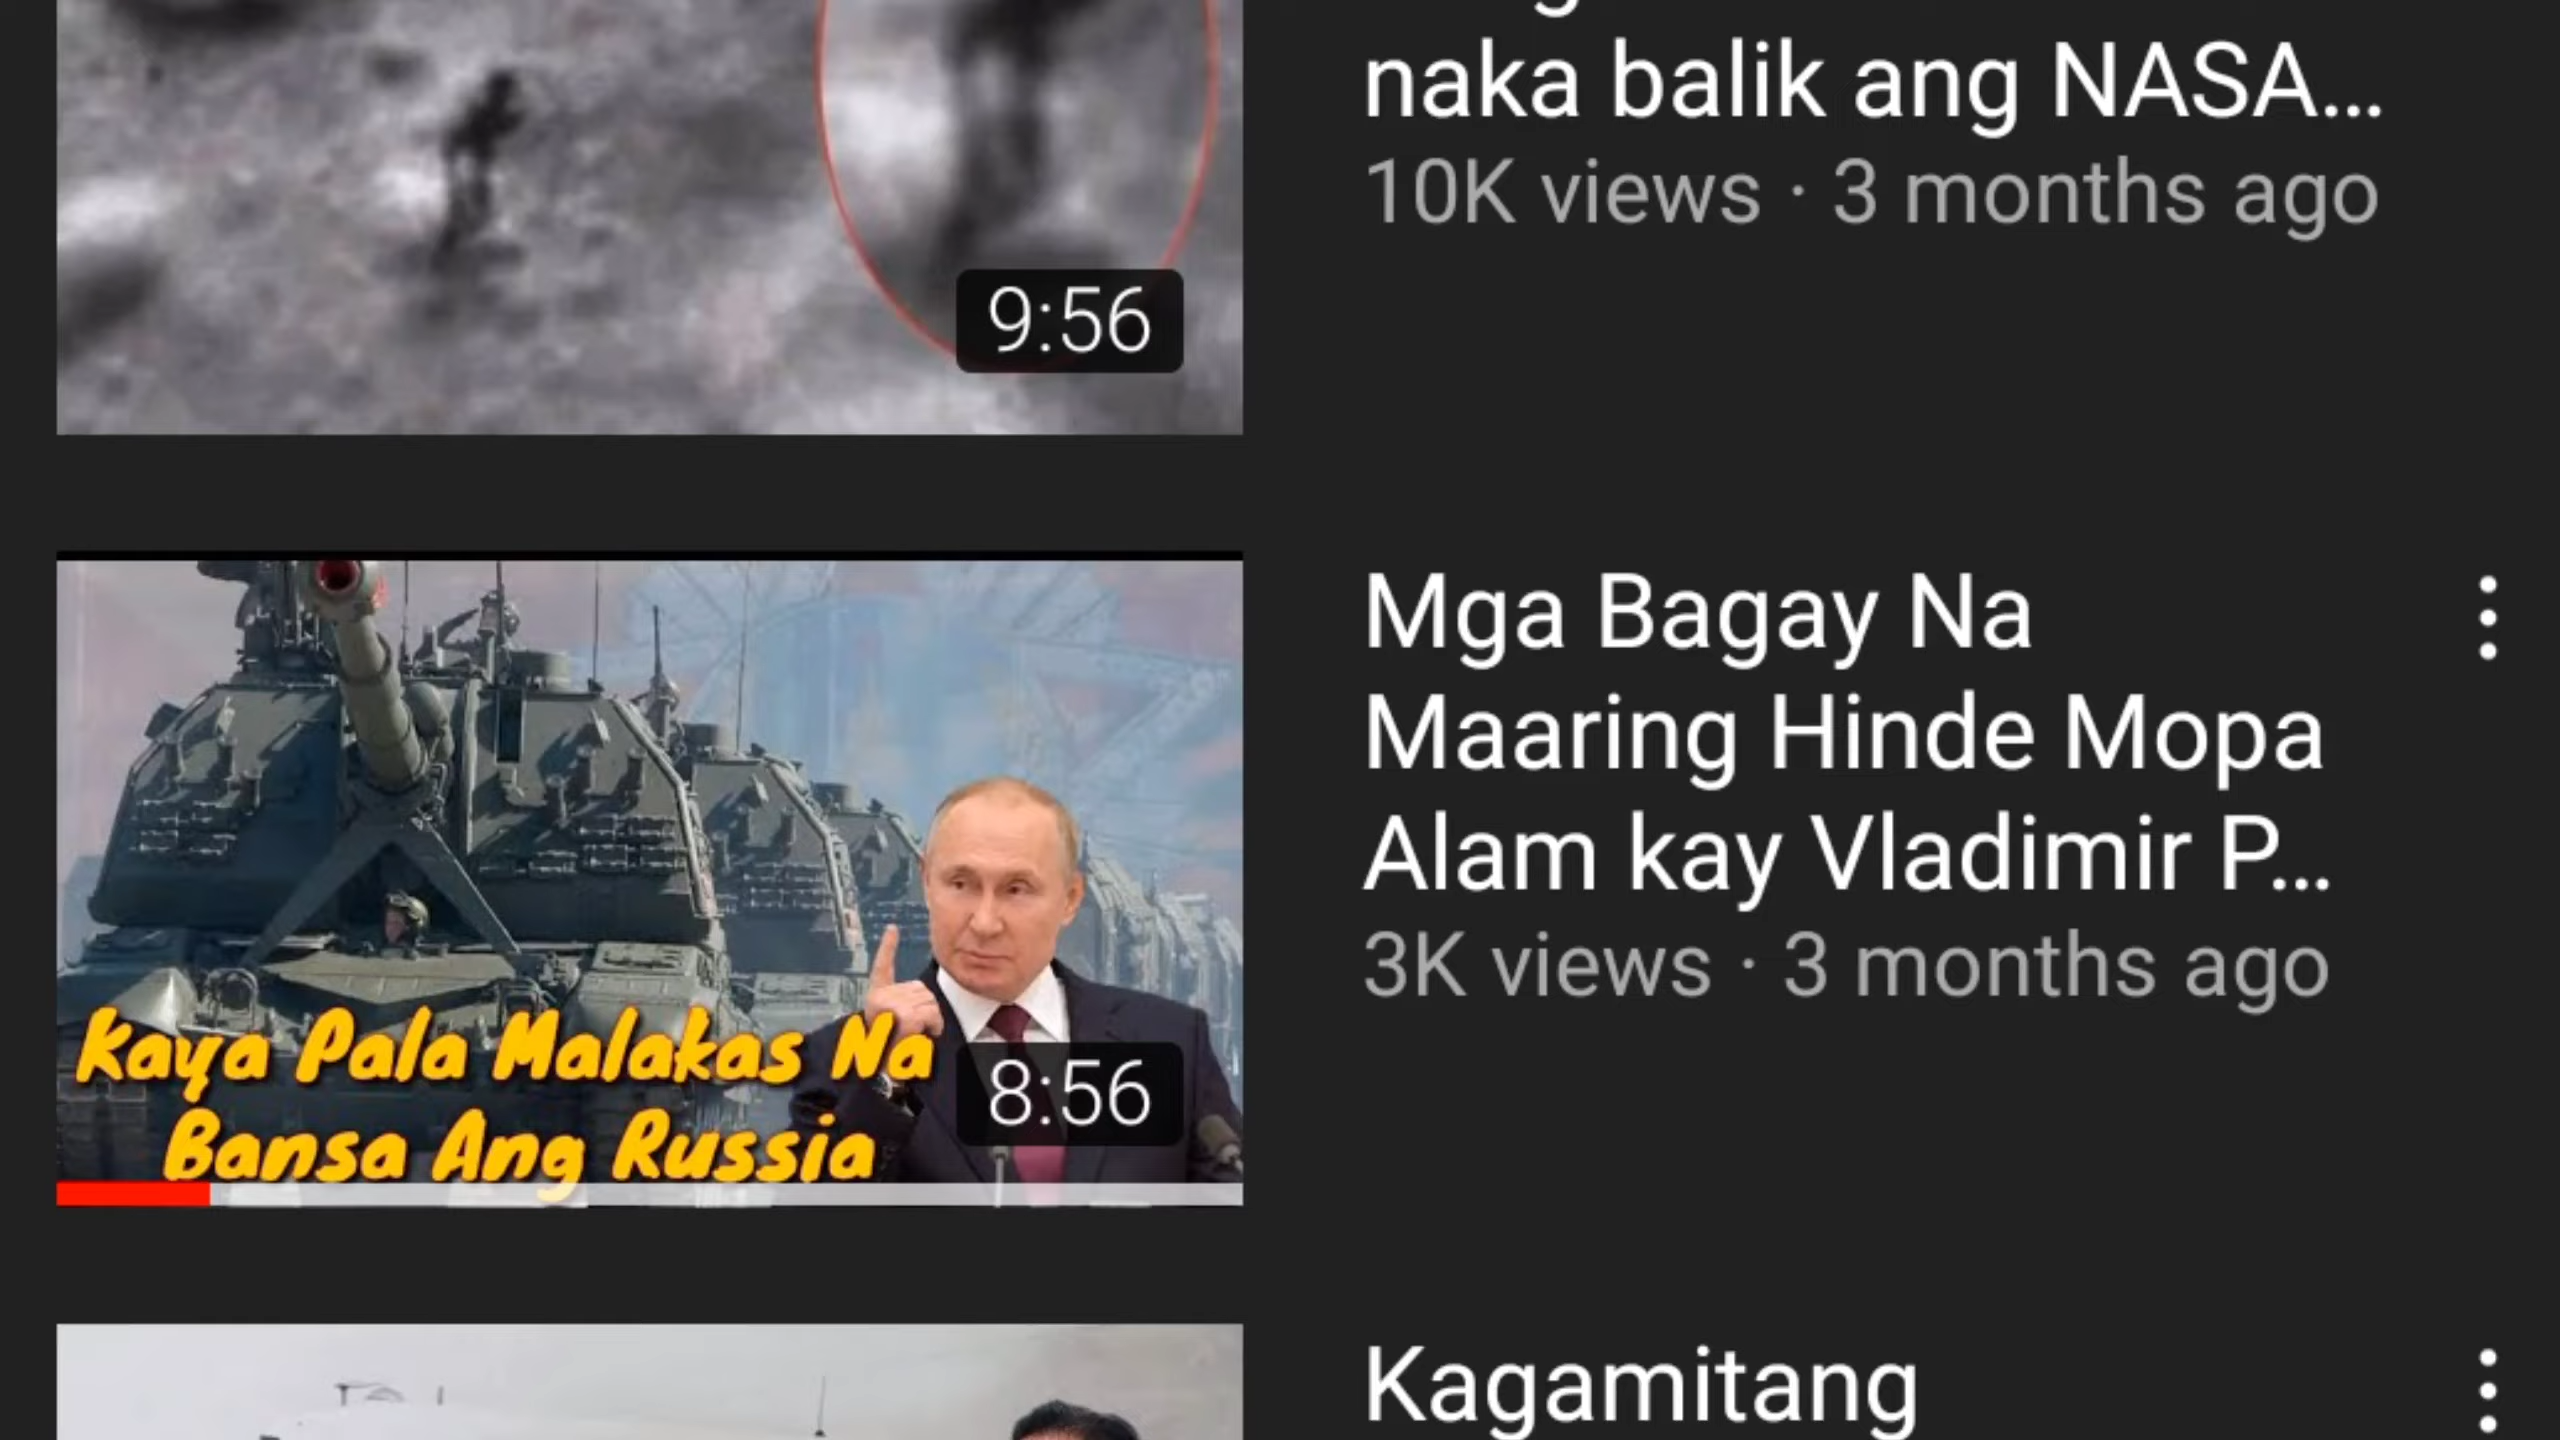 naka balik ang NASA...
10K views · 3 months ago
9:56
Mga Bagay Na
Maaring Hinde Mopa
Alam kay Vladimir P...
3K views · 3 months ago
Kaya Pala Malakas Na
Bansa Ang Russia
8:56
Kagamitang